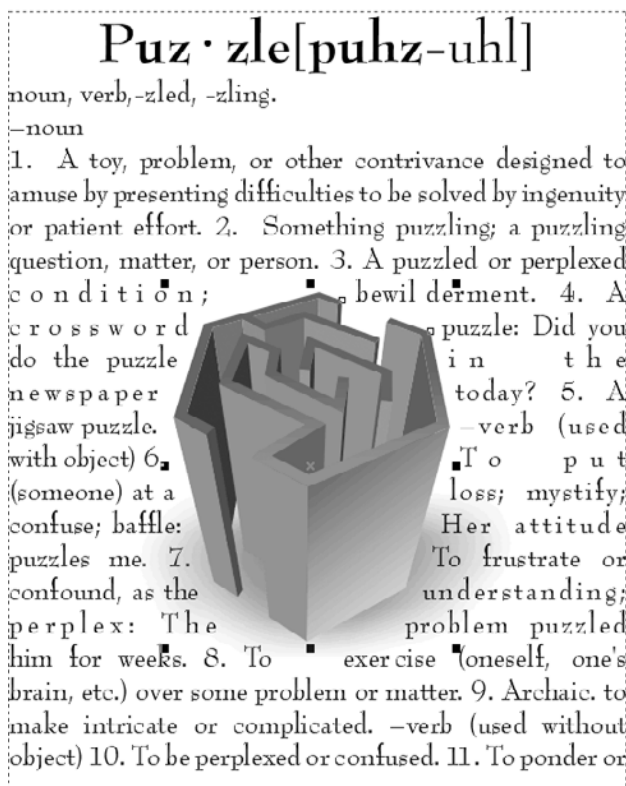 Puz·zle[puhz-uhl]
noun, verb,-zled, -zling.
–noun
1. A toy, problem, or other contrivance designed to
amuse by presenting difficulties to be solved by ingenuity
or patient effort. 2. Something puzzling; a puzzling
question, matter, or person. 3. A puzzled or perplexed
condition; bewil derment. 4. A
crossword puzzle: Did you
do the puzzle in the
newspaper today? 5. A
jigsaw puzzle. –verb (used
with object) 6. To put
(someone) at a loss; mystify;
confuse; baffle: Her attitude
puzzles me. 7. To frustrate or
confound, as the understanding;
perplex: The problem puzzled
him for weeks. 8. To exer cise (oneself, one's
brain, etc.) over some problem or matter. 9. Archaic. to
make intricate or complicated. –verb (used without
object) 10. To be perplexed or confused. 11. To ponder or